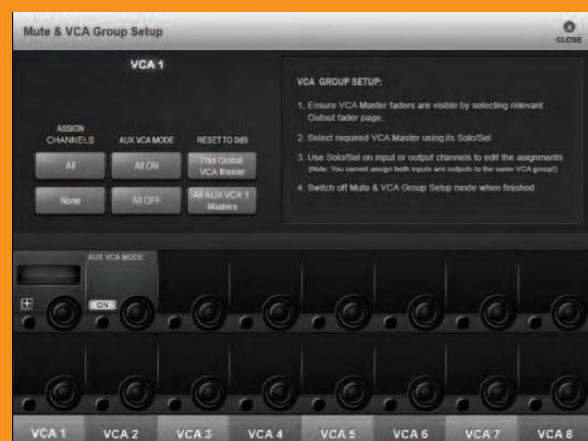 Mute & VCA Group Setup
CLOSE
VCA 1
ASSIGN
CHANNELS
AUX VCA MODE
RESET TO 0dB
All
All ON
This Global
VCA Master
None
All OFF
All AUX VCA 1
Masters
VCA GROUP SETUP:
1. Ensure VCA Master faders are visible by selecting relevant
Output fader page.
2. Select required VCA Master using its Solo/Sel
3. Use Solo/Sel on input or output channels to edit the assignments
(Note: You cannot assign both inputs and outputs to the same VCA group!)
4. Switch off Mute & VCA Group Setup mode when finished
AUX VCA MODE
ON
VCA 1
VCA 2
VCA 3
VCA 4
VCA 5
VCA 6
VCA 7
VCA 8